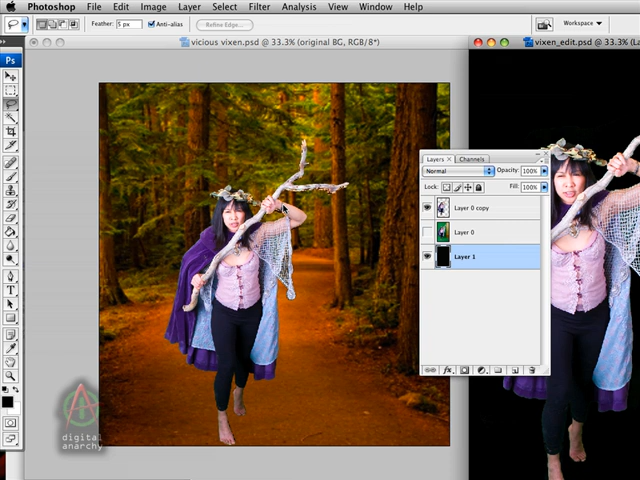 Photoshop File Edit Image Layer Select Filter Analysis View Window Help
Feather: 5 px Anti-alias Refine Edge... Workspace
vicious vixen.psd @ 33.3% (original BG, RGB/8*)
vixen_edit.psd @ 33.3% (La
Ps
Layers Channels
Normal Opacity: 100%
Lock: Fill: 100%
Layer 0 copy
Layer 0
Layer 1
fx
T
digital
anarchy